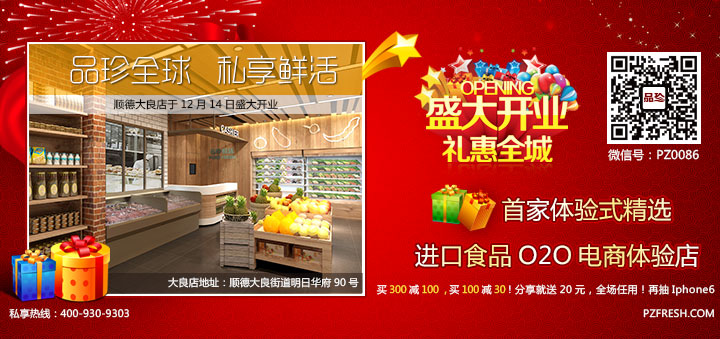 品珍全球 私享鲜活
顺德大良店于 12 月 14 日盛大开业
CASHIER
大良店地址：顺德大良街道明日华府 90 号
私享热线：400-930-9303
OPENING
盛大开业
礼惠全城
品珍
微信号：PZ0086
首家体验式精选
进口食品 O2O 电商体验店
买 300 减 100 ，买 100 减 30！分享就送 20 元，全场任用！再抽 Iphone6
PZFRESH.COM